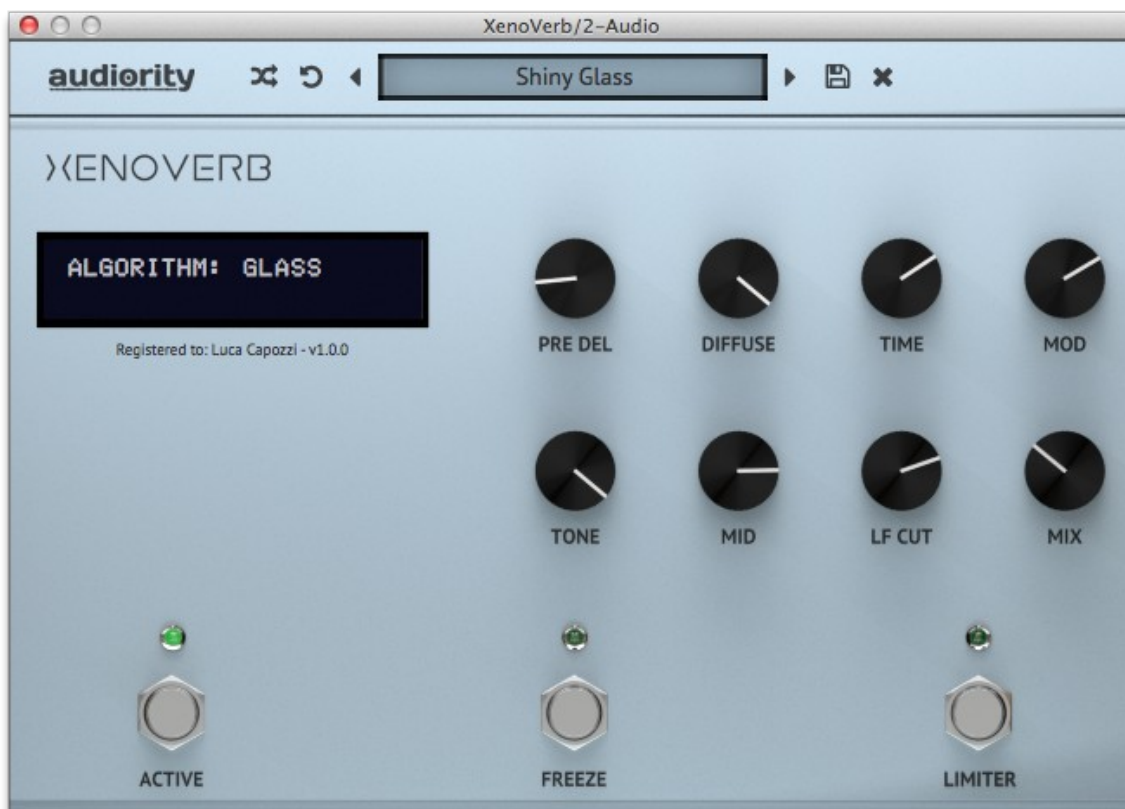 XenoVerb/2-Audio
audiority
Shiny Glass
XENOVERB
ALGORITHM: GLASS
Registered to: Luca Capozzi - v1.0.0
PRE DEL DIFFUSE TIME MOD
TONE MID LF CUT MIX
ACTIVE FREEZE LIMITER